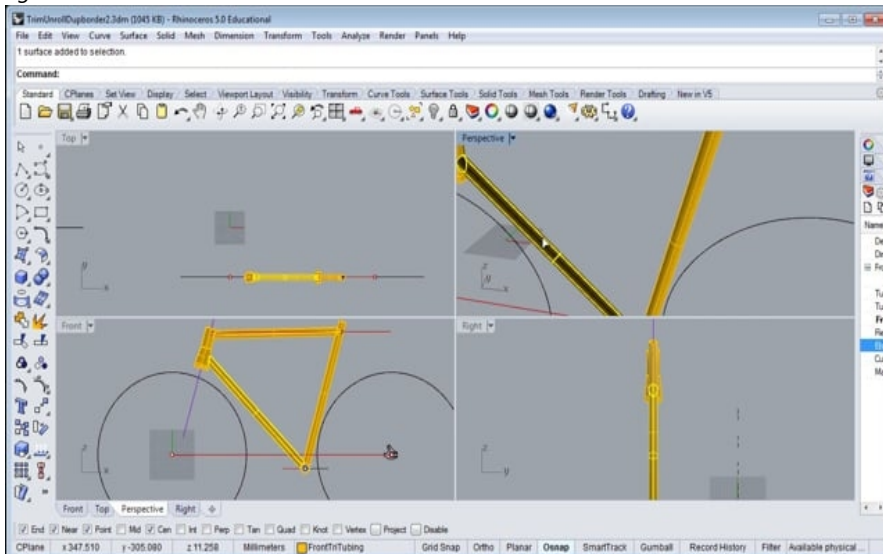 TrimUnrollDupborder2.3dm (1045 KB) - Rhinoceros 5.0 Educational
File Edit View Curve Surface Solid Mesh Dimension Transform Tools Analyze Render Panels Help
1 surface added to selection.
Command:
Standard CPlanes Set View Display Select Viewport Layout Visibility Transform Curve Tools Surface Tools Solid Tools Mesh Tools Render Tools Drafting New in V5
Top
Perspective
Name
y
x
z
y
x
Front
Right
z
x
z
y
Front Top Perspective Right
End Near Point Mid Cen Int Perp Tan Quad Knot Vertex Project Disable
CPlane x 347.510 y -305.080 z 11.258 Millimeters FrontTriTubing Grid Snap Ortho Planar Osnap SmartTrack Gumball Record History Filter Available physical ...